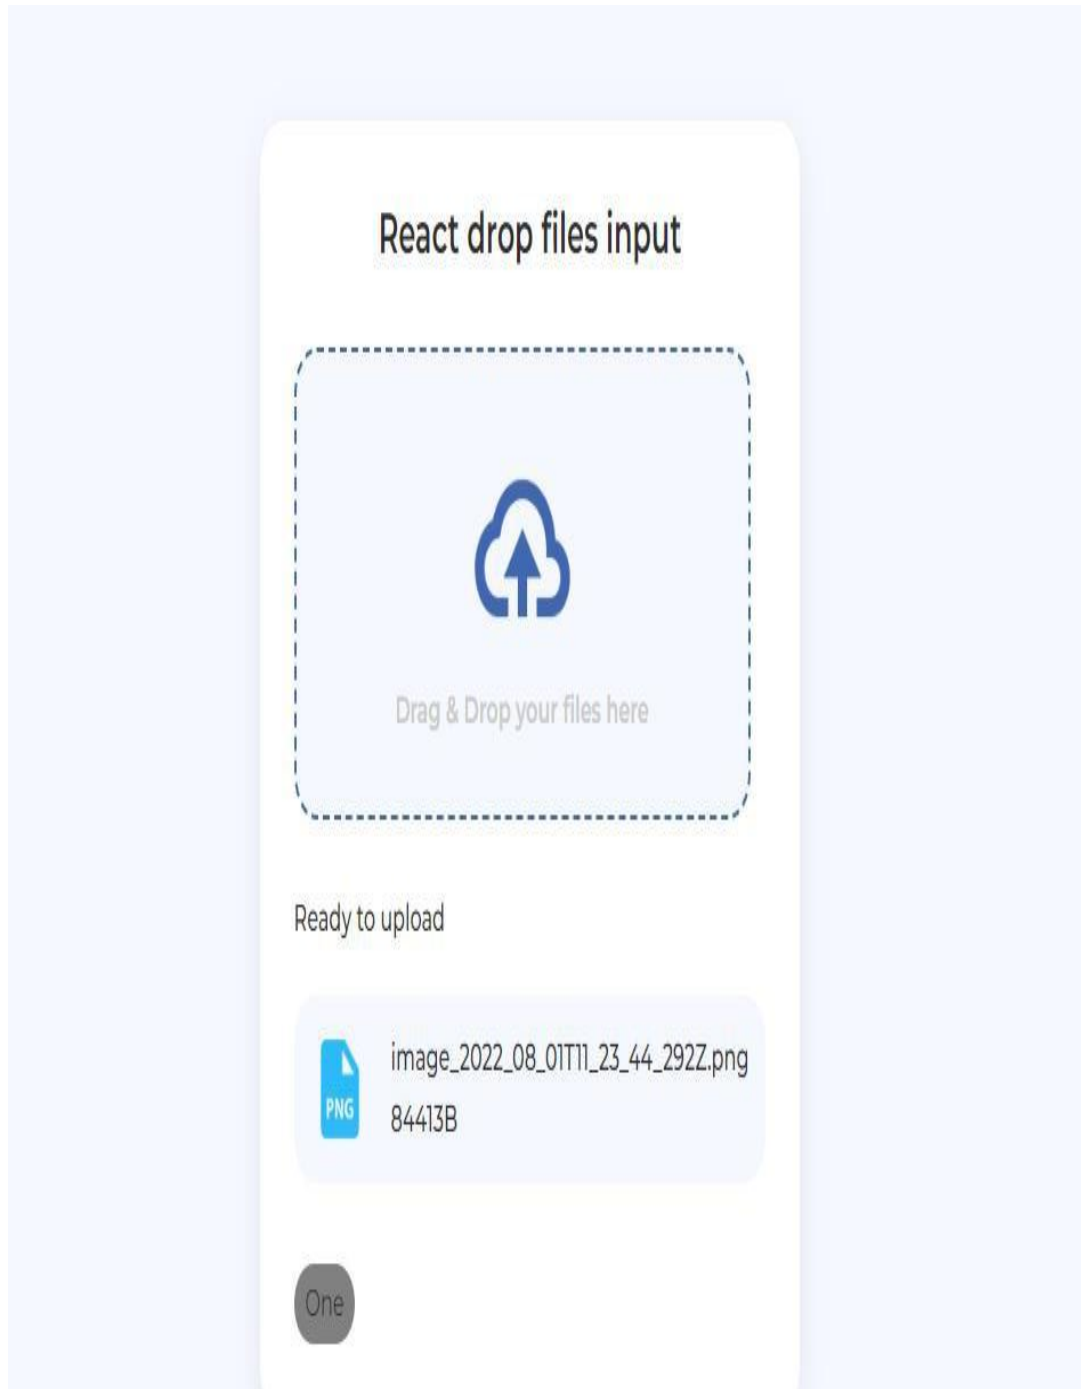 React drop files input
Drag & Drop your files here
Ready to upload
image_2022_08_01T11_23_44_292Z.png
PNG
84413B
One